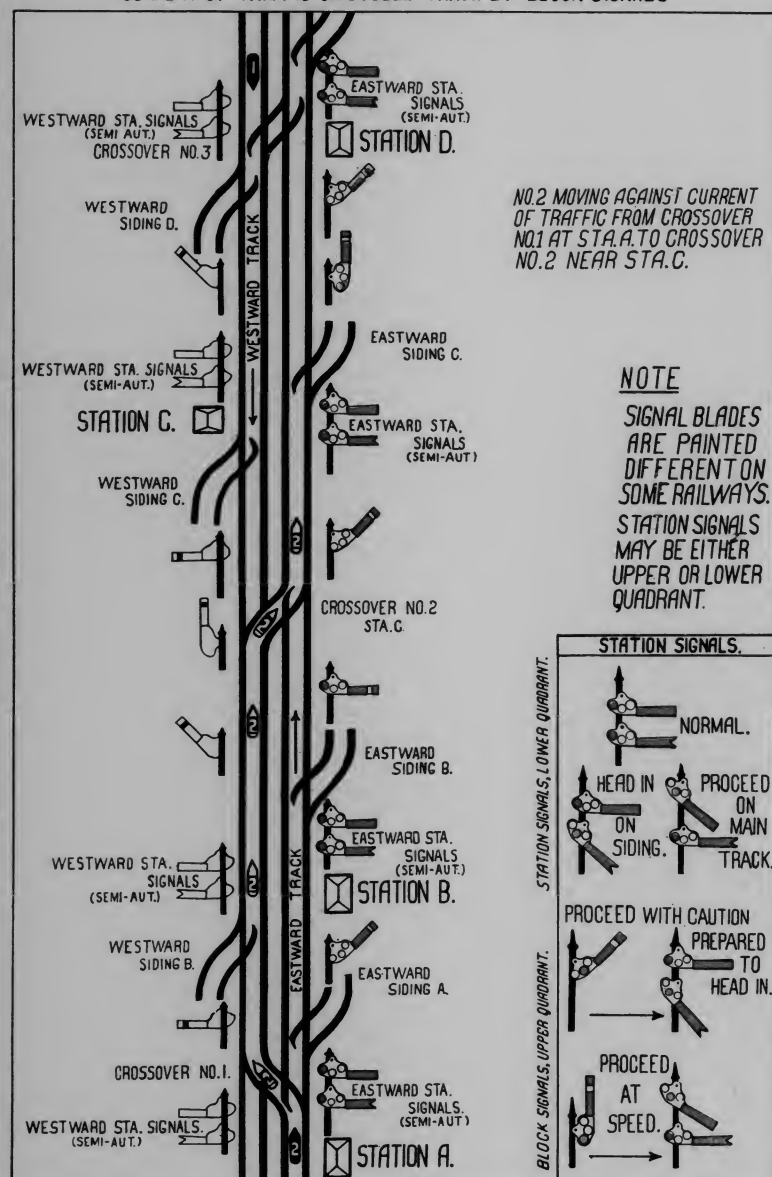 EASTWARD STA.
SIGNALS
(SEMI-AUT.)
WESTWARD STA. SIGNALS
(SEMI AUT.)
CROSSOVER NO.3
STATION D.
WESTWARD
SIDING D.
WESTWARD TRACK
NO.2 MOVING AGAINST CURRENT
OF TRAFFIC FROM CROSSOVER
NO.1 AT STA.A. TO CROSSOVER
NO.2 NEAR STA.C.
EASTWARD
SIDING C.
WESTWARD STA. SIGNALS
(SEMI-AUT.)
STATION C.
EASTWARD STA.
SIGNALS
(SEMI-AUT)
WESTWARD
SIDING C.
NOTE
SIGNAL BLADES
ARE PAINTED
DIFFERENT ON
SOME RAILWAYS.
STATION SIGNALS
MAY BE EITHER
UPPER OR LOWER
QUADRANT.
2
CROSSOVER NO.2
STA.C.
2
2
EASTWARD
SIDING B.
EASTWARD STA.
SIGNALS
(SEMI-AUT.)
WESTWARD STA.
SIGNALS
(SEMI-AUT.)
2
STATION B.
EASTWARD TRACK
WESTWARD
SIDING B.
EASTWARD
SIDING A.
CROSSOVER NO.1.
2
EASTWARD STA.
SIGNALS.
(SEMI-AUT)
WESTWARD STA. SIGNALS.
(SEMI-AUT.)
2
STATION A.
STATION SIGNALS.
STATION SIGNALS, LOWER QUADRANT.
NORMAL.
HEAD IN
ON
SIDING.
PROCEED
ON
MAIN
TRACK.
BLOCK SIGNALS, UPPER QUADRANT.
PROCEED WITH CAUTION
PREPARED
TO
HEAD IN.
PROCEED
AT
SPEED.